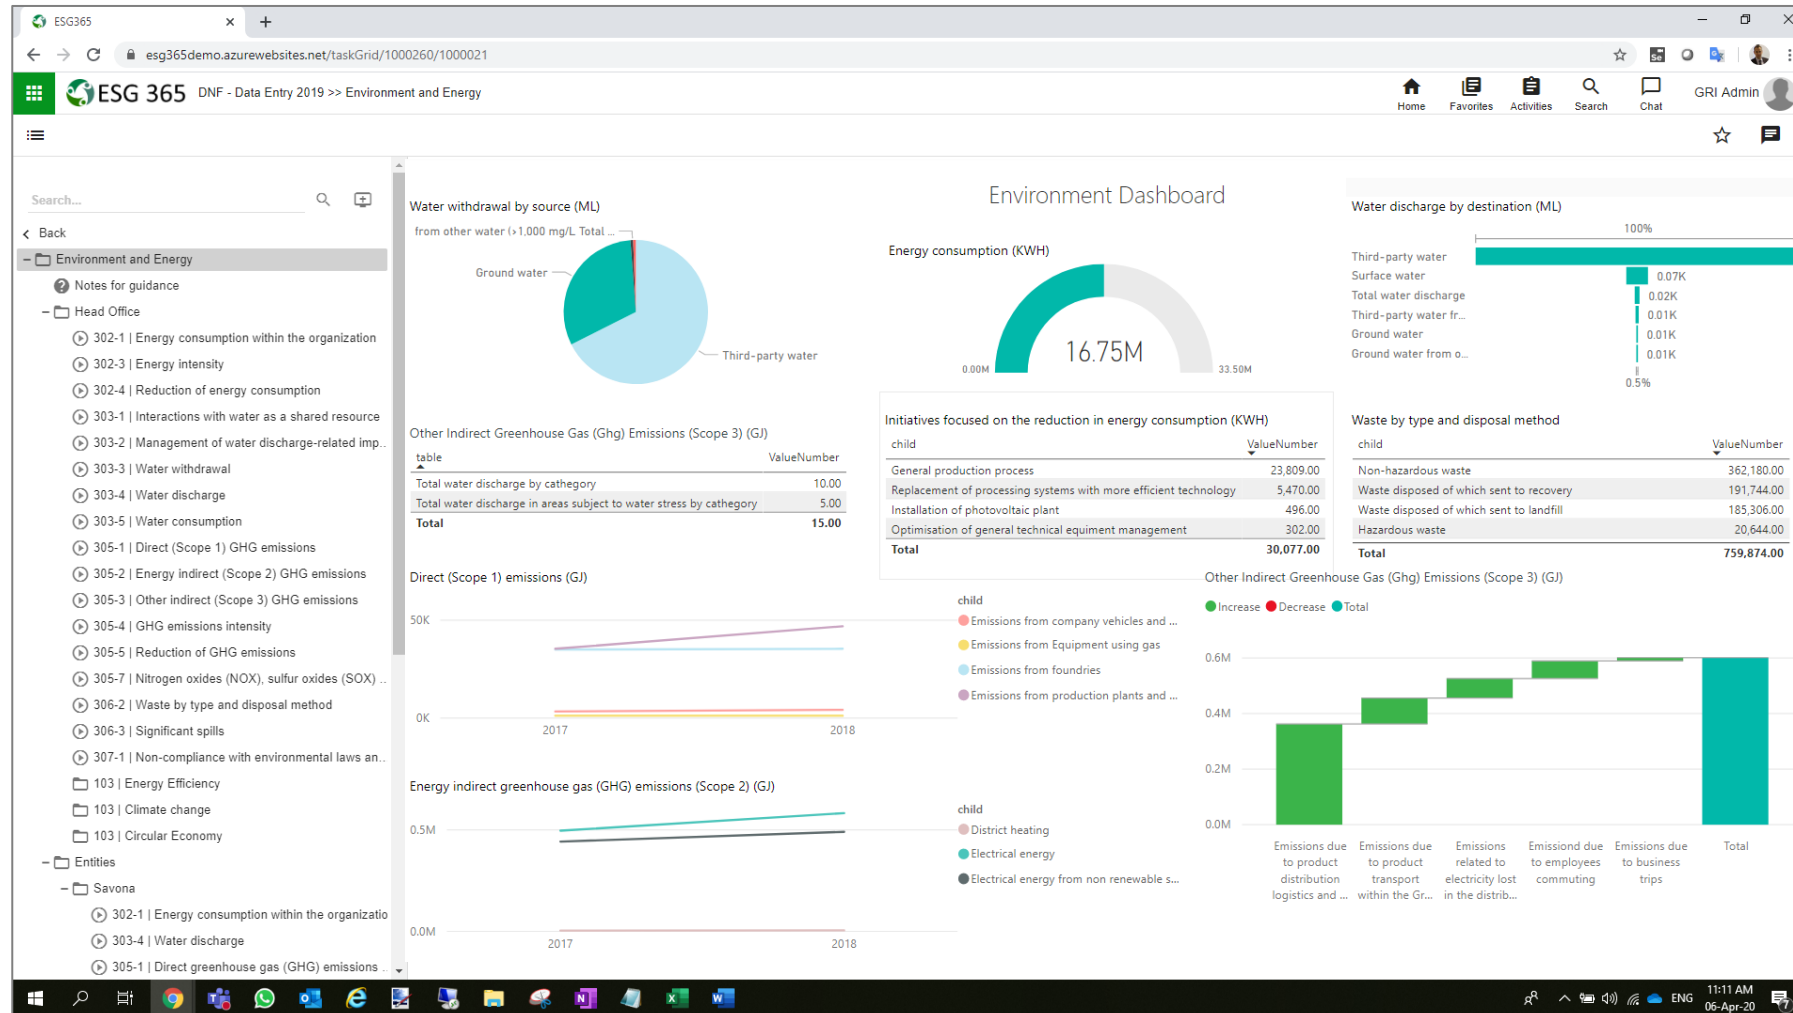 ESG365
esg365demo.azurewebsites.net/taskGrid/1000260/1000021
Se
ESG 365
DNF - Data Entry 2019 >> Environment and Energy
Home
Favorites
Activities
Search
Chat
GRI Admin
Search...
Back
Environment and Energy
Notes for guidance
Head Office
302-1 | Energy consumption within the organization
302-3 | Energy intensity
302-4 | Reduction of energy consumption
303-1 | Interactions with water as a shared resource
303-2 | Management of water discharge-related imp..
303-3 | Water withdrawal
303-4 | Water discharge
303-5 | Water consumption
305-1 | Direct (Scope 1) GHG emissions
305-2 | Energy indirect (Scope 2) GHG emissions
305-3 | Other indirect (Scope 3) GHG emissions
305-4 | GHG emissions intensity
305-5 | Reduction of GHG emissions
305-7 | Nitrogen oxides (NOX), sulfur oxides (SOX) ..
306-2 | Waste by type and disposal method
306-3 | Significant spills
307-1 | Non-compliance with environmental laws an..
103 | Energy Efficiency
103 | Climate change
103 | Circular Economy
Entities
Savona
302-1 | Energy consumption within the organizatio
303-4 | Water discharge
305-1 | Direct greenhouse gas (GHG) emissions ..
Environment Dashboard
Water withdrawal by source (ML)
from other water (>1.000 mg/L Total ...
Ground water
Third-party water
Energy consumption (KWH)
16.75M
0.00M
33.50M
Water discharge by destination (ML)
100%
Third-party water
Surface water
0.07K
Total water discharge
0.02K
Third-party water fr...
0.01K
Ground water
0.01K
Ground water from o...
0.01K
0.5%
Other Indirect Greenhouse Gas (Ghg) Emissions (Scope 3) (GJ)
table ValueNumber
Total water discharge by cathegory 10.00
Total water discharge in areas subject to water stress by cathegory 5.00
Total 15.00
Initiatives focused on the reduction in energy consumption (KWH)
child ValueNumber
General production process 23,809.00
Replacement of processing systems with more efficient technology 5,470.00
Installation of photovoltaic plant 496.00
Optimisation of general technical equiment management 302.00
Total 30,077.00
Waste by type and disposal method
child ValueNumber
Non-hazardous waste 362,180.00
Waste disposed of which sent to recovery 191,744.00
Waste disposed of which sent to landfill 185,306.00
Hazardous waste 20,644.00
Total 759,874.00
Direct (Scope 1) emissions (GJ)
50K
0K
2017
2018
child
Emissions from company vehicles and ...
Emissions from Equipment using gas
Emissions from foundries
Emissions from production plants and ...
Other Indirect Greenhouse Gas (Ghg) Emissions (Scope 3) (GJ)
Increase
Decrease
Total
0.6M
0.4M
0.2M
0.0M
Emissions due
to product
distribution
logistics and ...
Emissions due
to product
transport
within the Gr...
Emissions
related to
electricity lost
in the distrib...
Emissiond due
to employees
commuting
Emissions due
to business
trips
Total
Energy indirect greenhouse gas (GHG) emissions (Scope 2) (GJ)
0.5M
0.0M
2017
2018
child
District heating
Electrical energy
Electrical energy from non renewable s...
ENG
11:11 AM
06-Apr-20
7